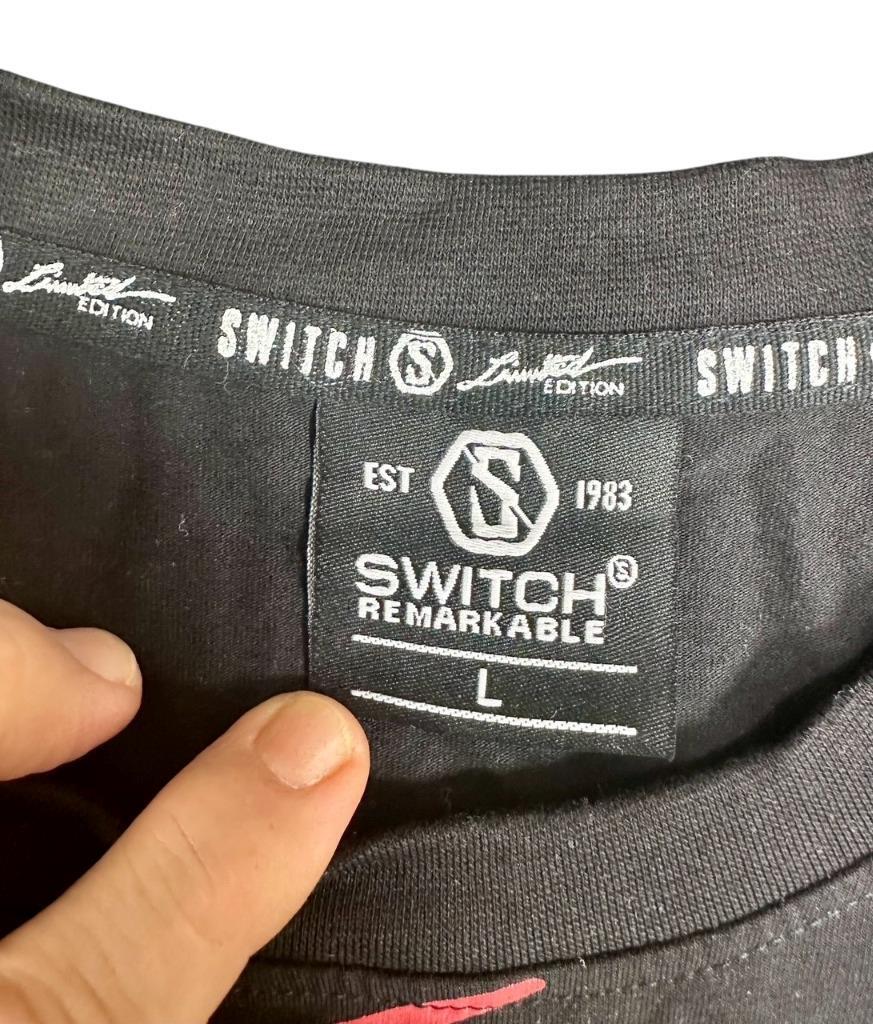 Limited
EDITION
SWITCH S Limited
EDITION
SWITCH
EST S 1983
SWITCH S
REMARKABLE
L